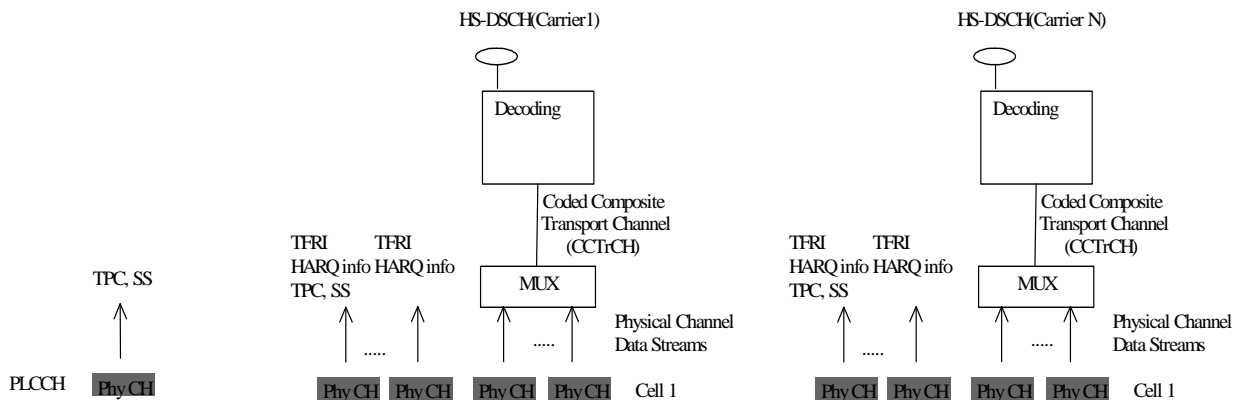 HS-DSCH(Carrier1)
HS-DSCH(Carrier N)
Decoding
Decoding
Coded Composite
Transport Channel
(CCTrCH)
Coded Composite
Transport Channel
(CCTrCH)
TFRI
HARQ info
TPC, SS
TFRI
HARQ info
TFRI
HARQ info
TPC, SS
TFRI
HARQ info
TPC, SS
MUX
MUX
Physical Channel
Data Streams
Physical Channel
Data Streams
.....
.....
.....
.....
PLCCH
Phy CH
Phy CH
Phy CH
Phy CH
Phy CH
Cell 1
Phy CH
Phy CH
Phy CH
Phy CH
Cell 1